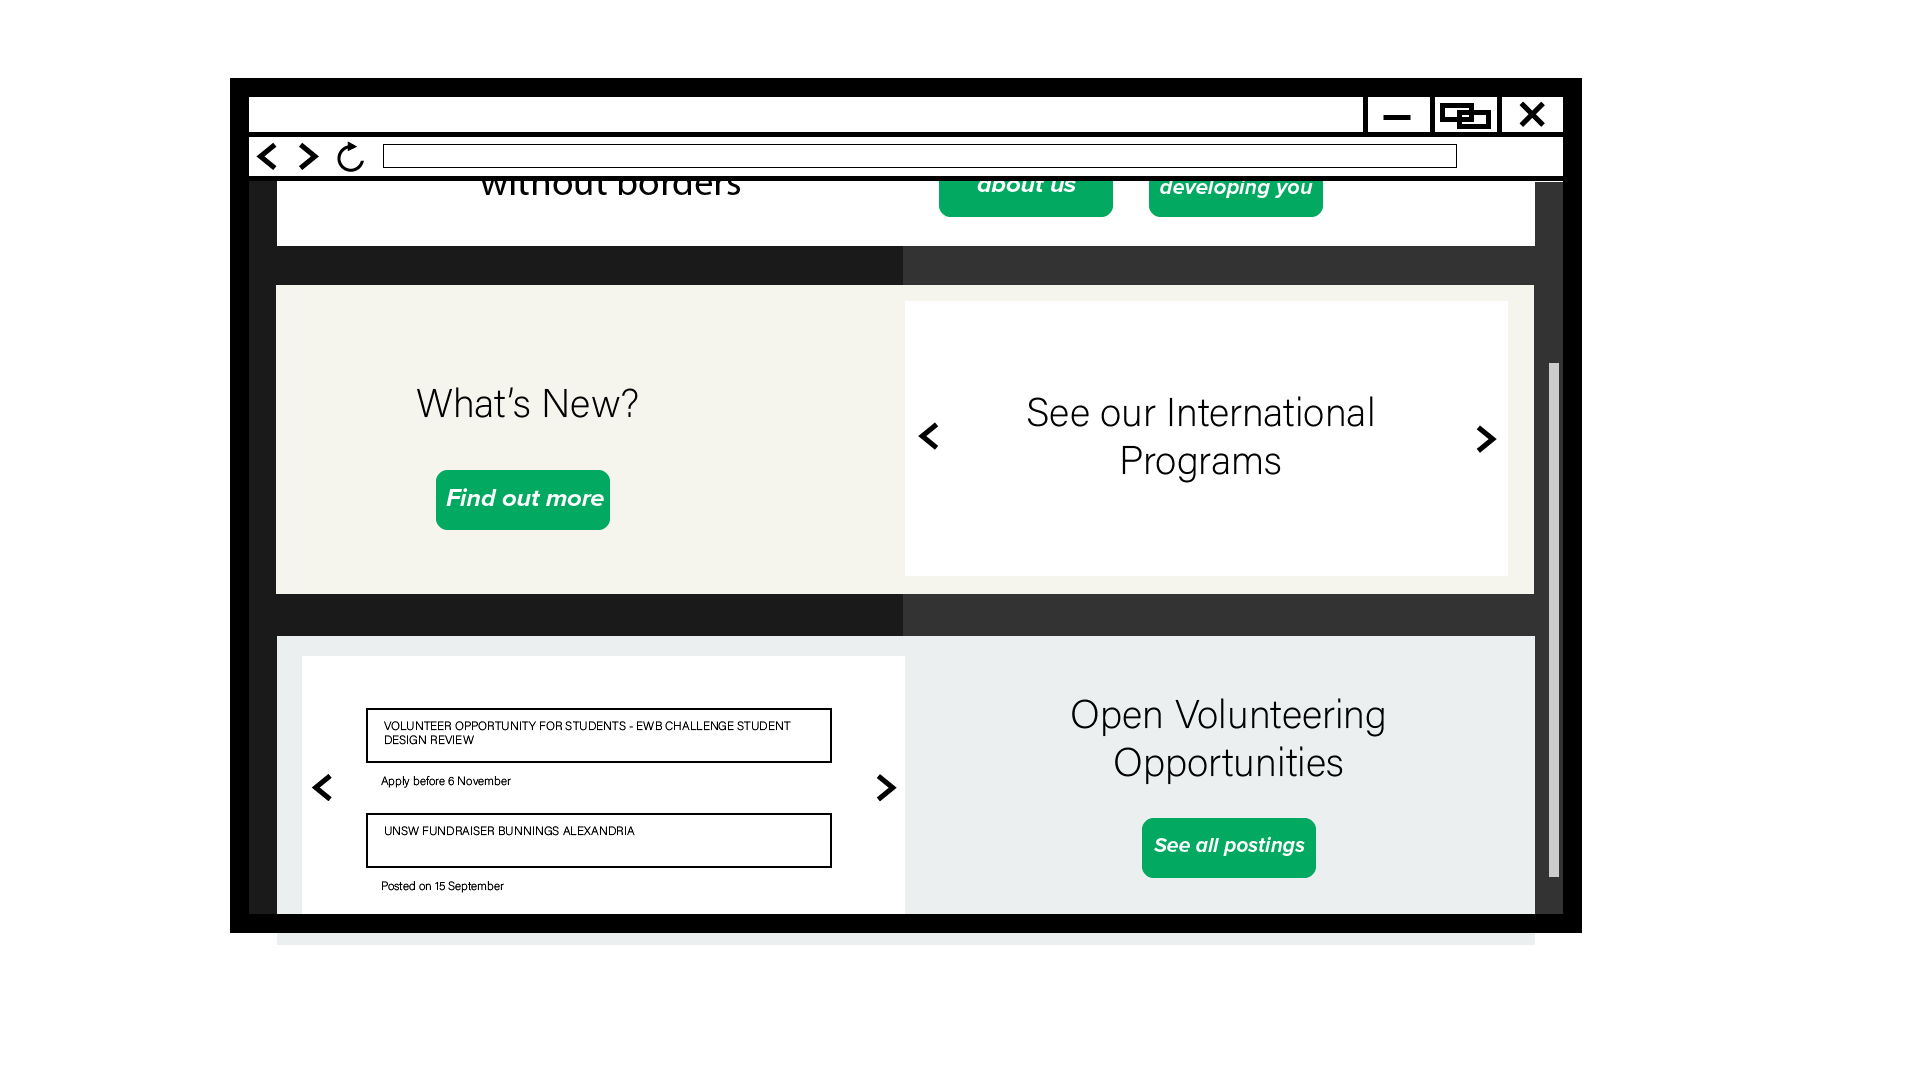 without borders
about us
developing you
What's New?
Find out more
See our International
Programs
VOLUNTEER OPPORTUNITY FOR STUDENTS - EWB CHALLENGE STUDENT
DESIGN REVIEW
Apply before 6 November
UNSW FUNDRAISER BUNNINGS ALEXANDRIA
Posted on 15 September
Open Volunteering
Opportunities
See all postings